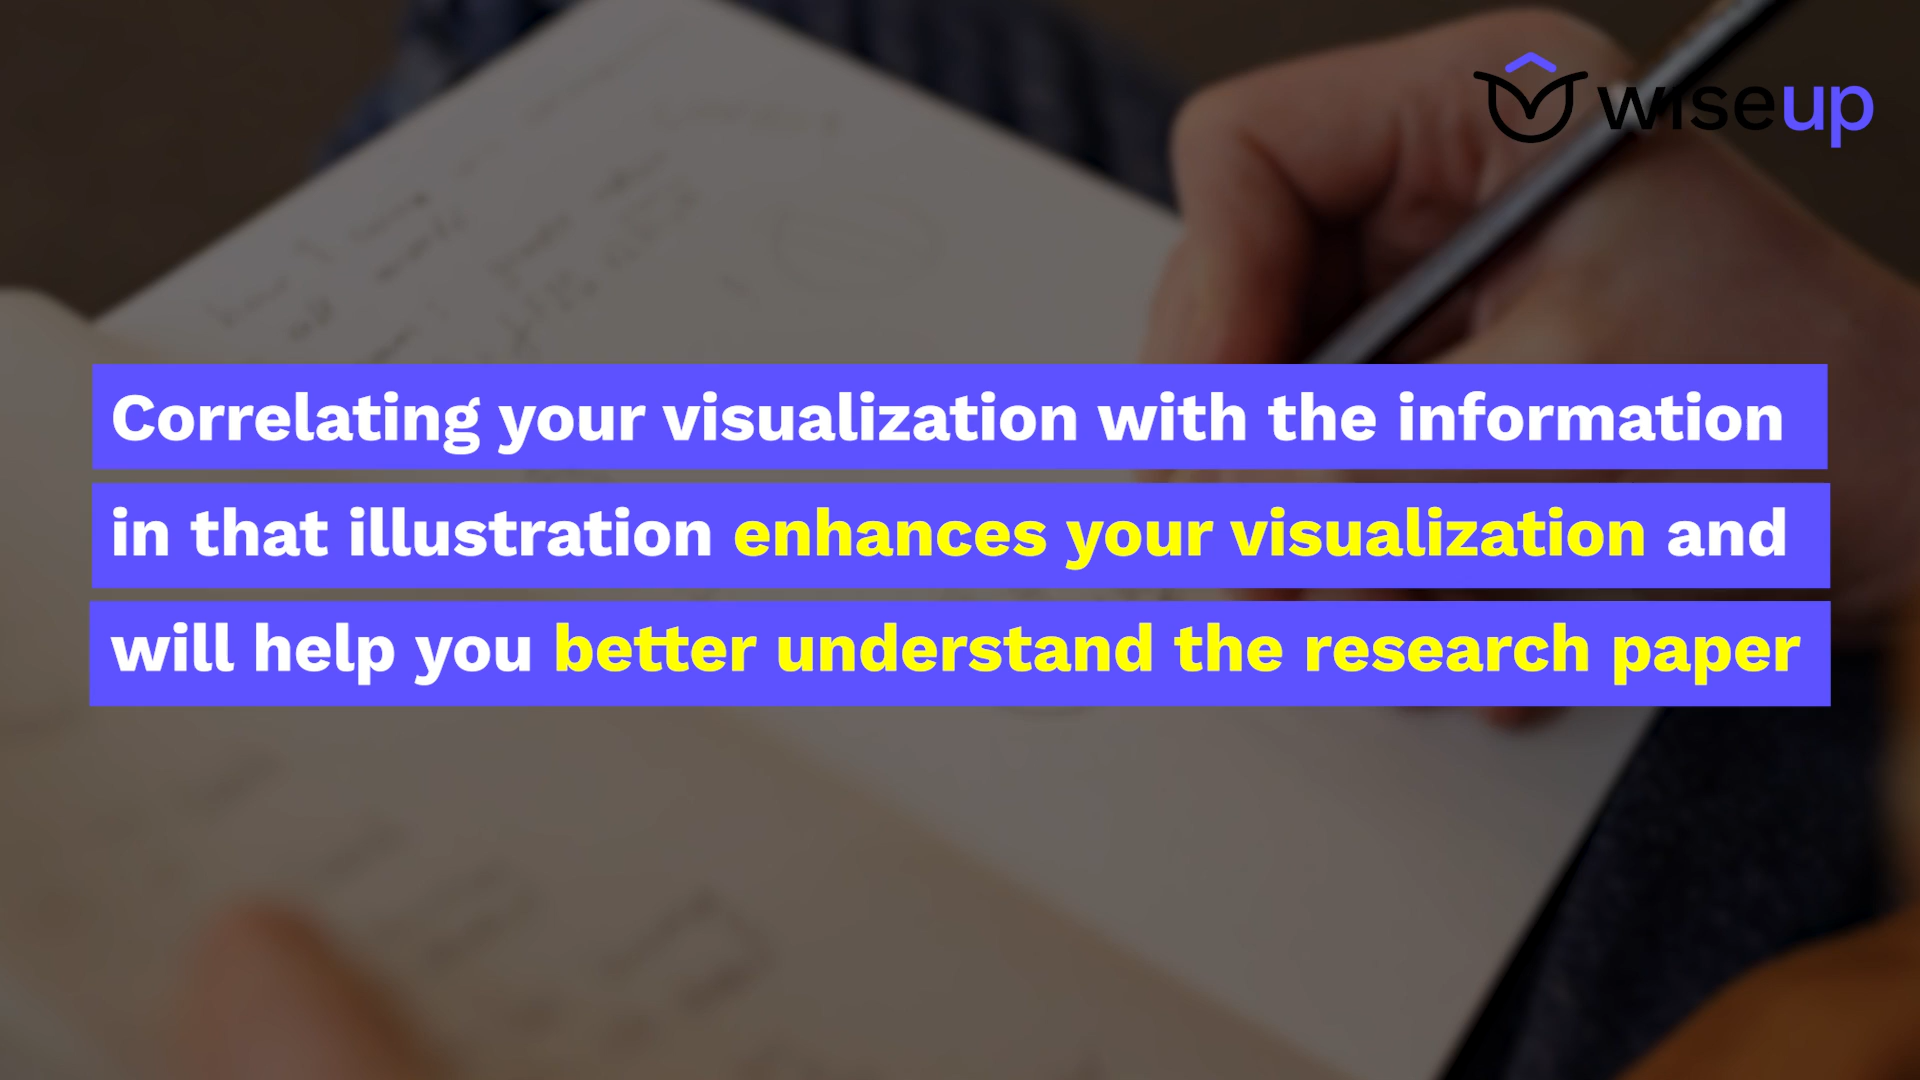 wiseup
Correlating your visualization with the information
in that illustration enhances your visualization and
will help you better understand the research paper